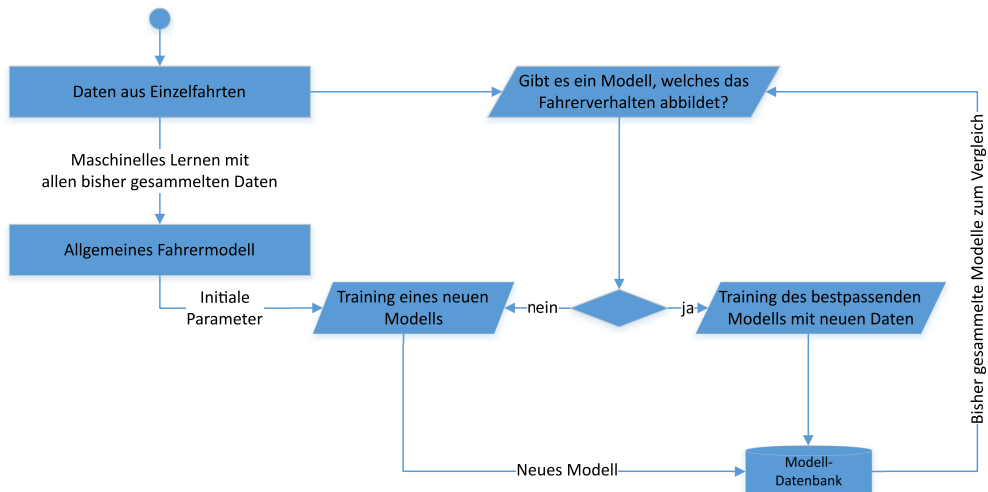 Daten aus Einzelfahrten
Gibt es ein Modell, welches das
Fahrerverhalten abbildet?
Maschinelles Lernen mit
allen bisher gesammelten Daten
Allgemeines Fahrermodell
Initiale
Parameter
Training eines neuen
Modells
nein
ja
Training des bestpassenden
Modells mit neuen Daten
Bisher gesammelte Modelle zum Vergleich
Neues Modell
Modell-
Datenbank